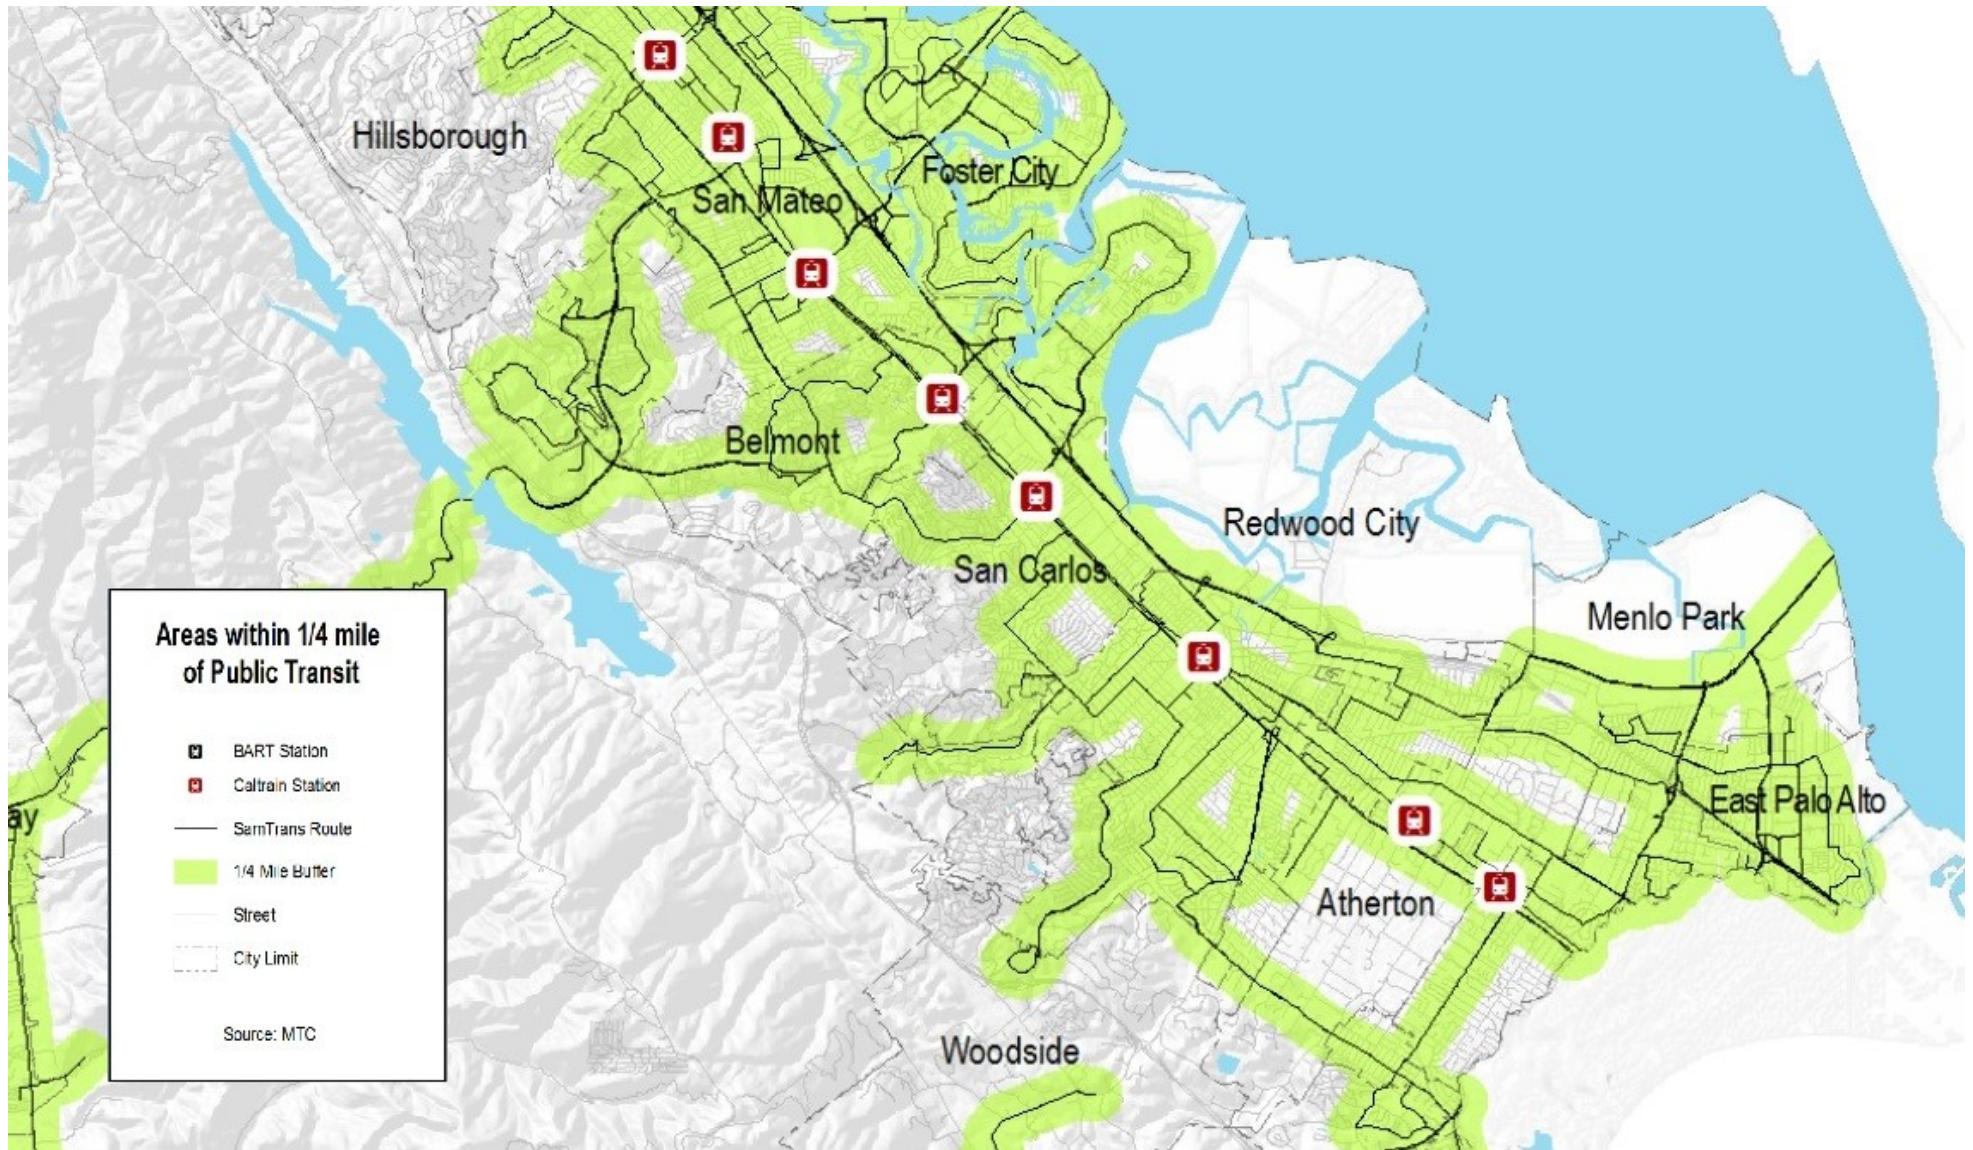 Hillsborough
Foster City
San Mateo
Belmont
Redwood City
San Carlos
Menlo Park
East Palo Alto
Atherton
Woodside
ay
Areas within 1/4 mile
of Public Transit
BART Station
Caltrain Station
SamTrans Route
1/4 Mile Buffer
Street
City Limit
Source: MTC